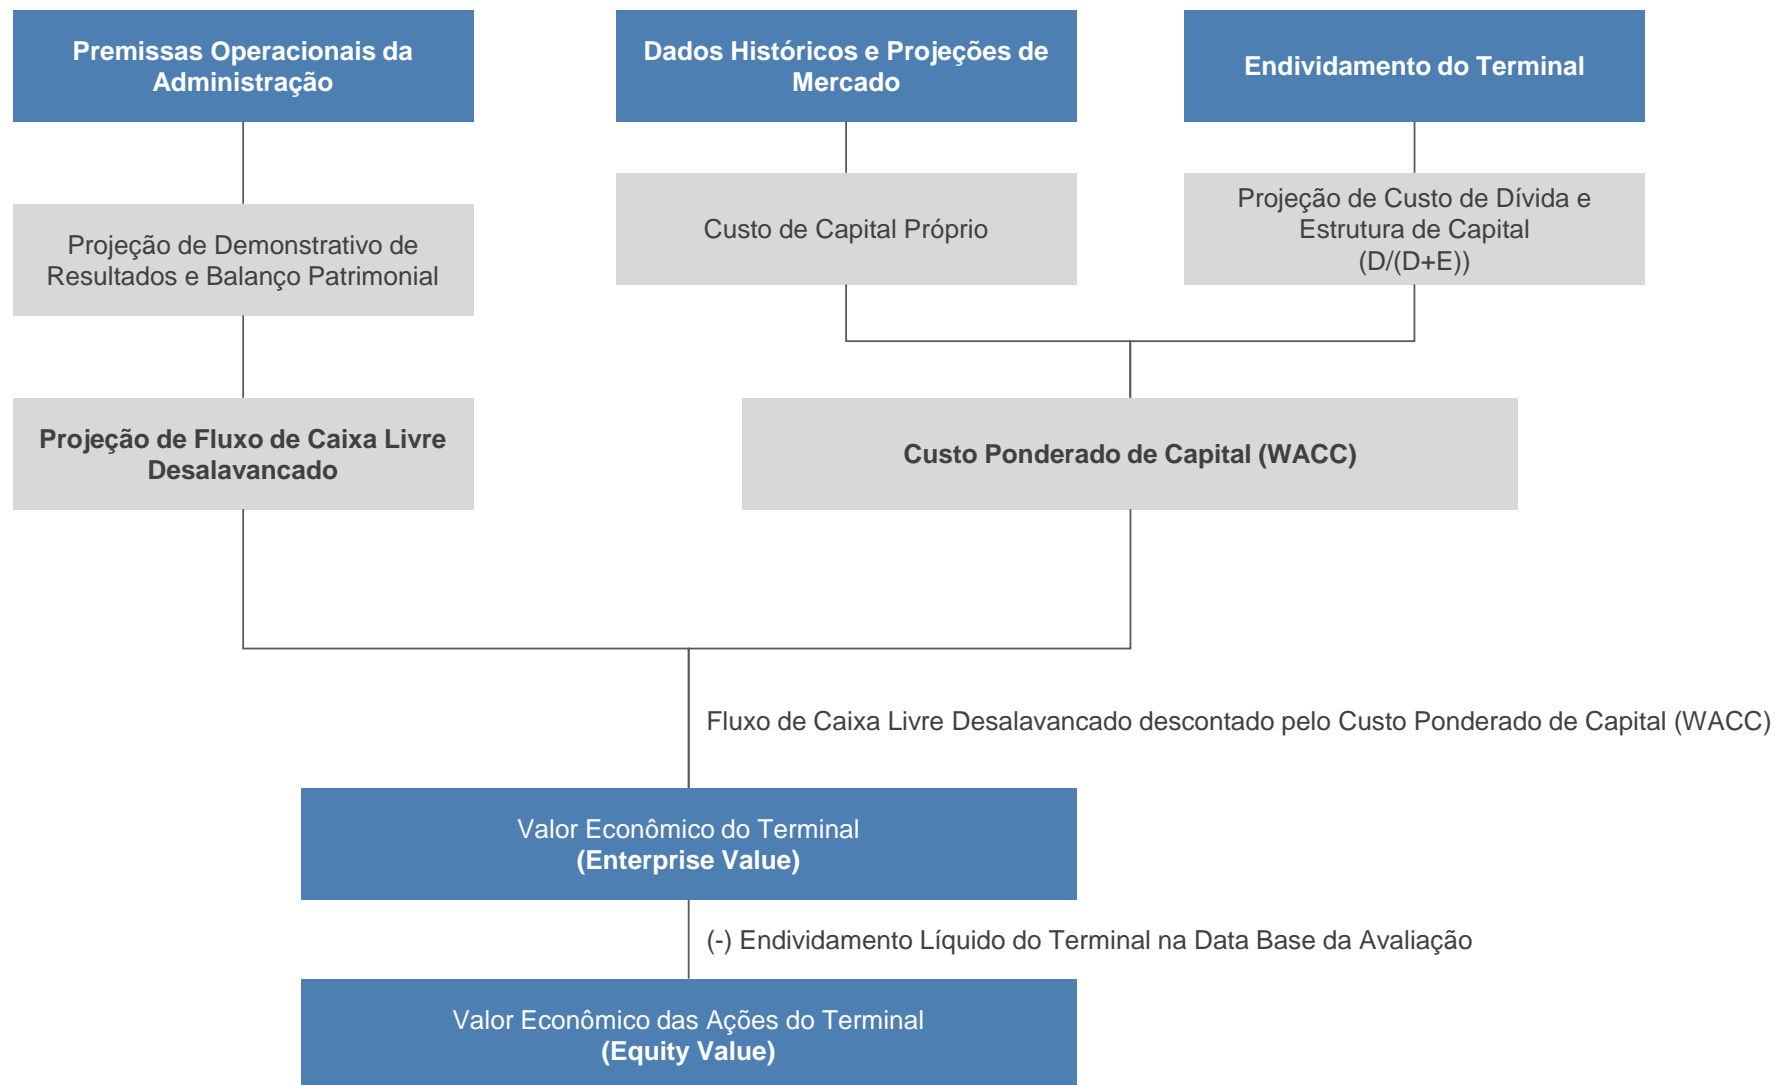 Premissas Operacionais da
Administração
Dados Históricos e Projeções de
Mercado
Endividamento do Terminal
Projeção de Demonstrativo de
Resultados e Balanço Patrimonial
Custo de Capital Próprio
Projeção de Custo de Dívida e
Estrutura de Capital
(D/(D+E))
Projeção de Fluxo de Caixa Livre
Desalavancado
Custo Ponderado de Capital (WACC)
Fluxo de Caixa Livre Desalavancado descontado pelo Custo Ponderado de Capital (WACC)
Valor Econômico do Terminal
(Enterprise Value)
(-) Endividamento Líquido do Terminal na Data Base da Avaliação
Valor Econômico das Ações do Terminal
(Equity Value)